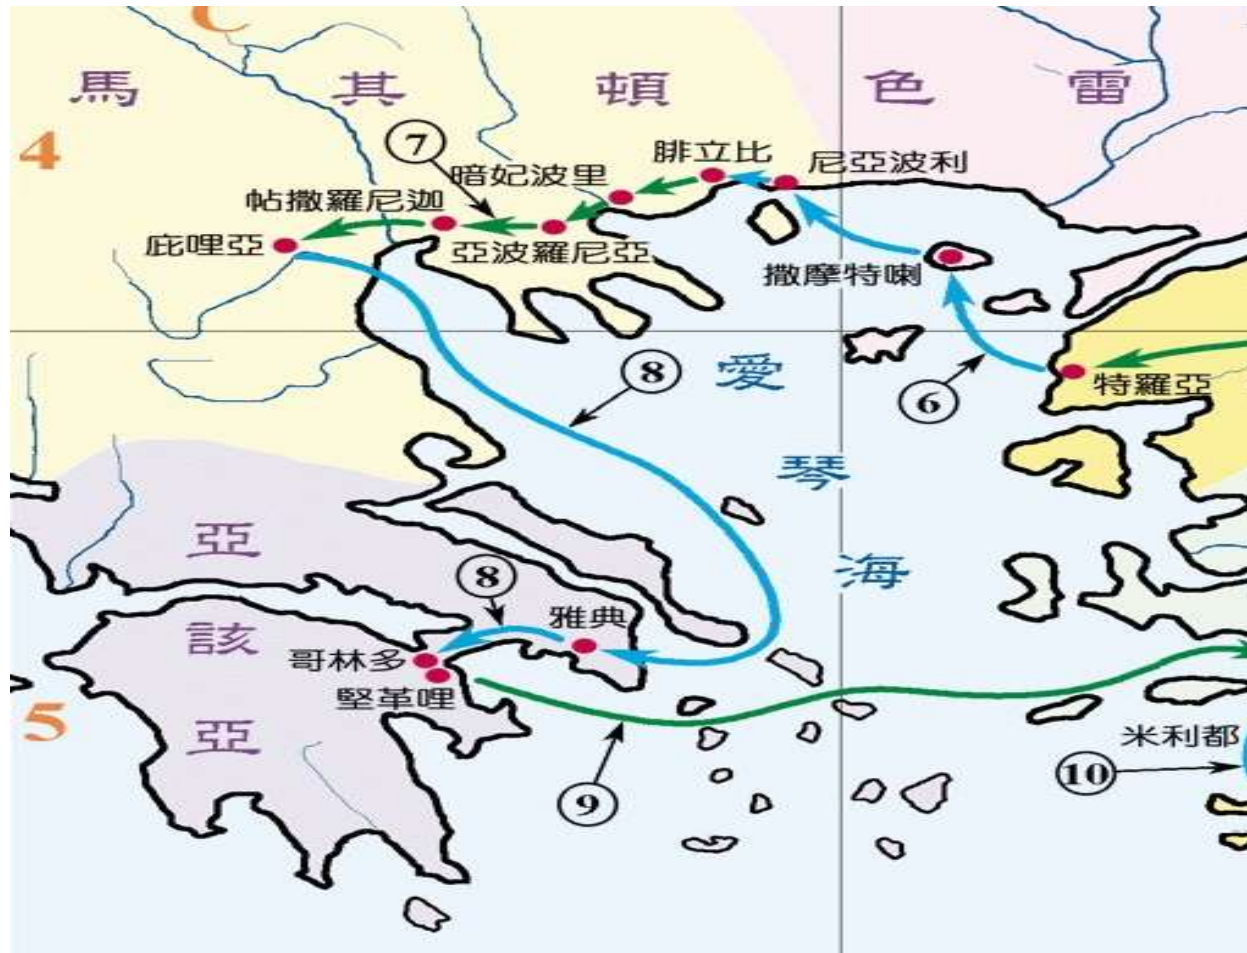 C
馬其頓
色雷
4
7
腓立比
尼亞波利
暗妃波里
帖撒羅尼迦
庇哩亞
亞波羅尼亞
撒摩特喇
愛琴海
8
6
特羅亞
亞該亞
8
雅典
哥林多
堅革哩
5
米利都
10
9